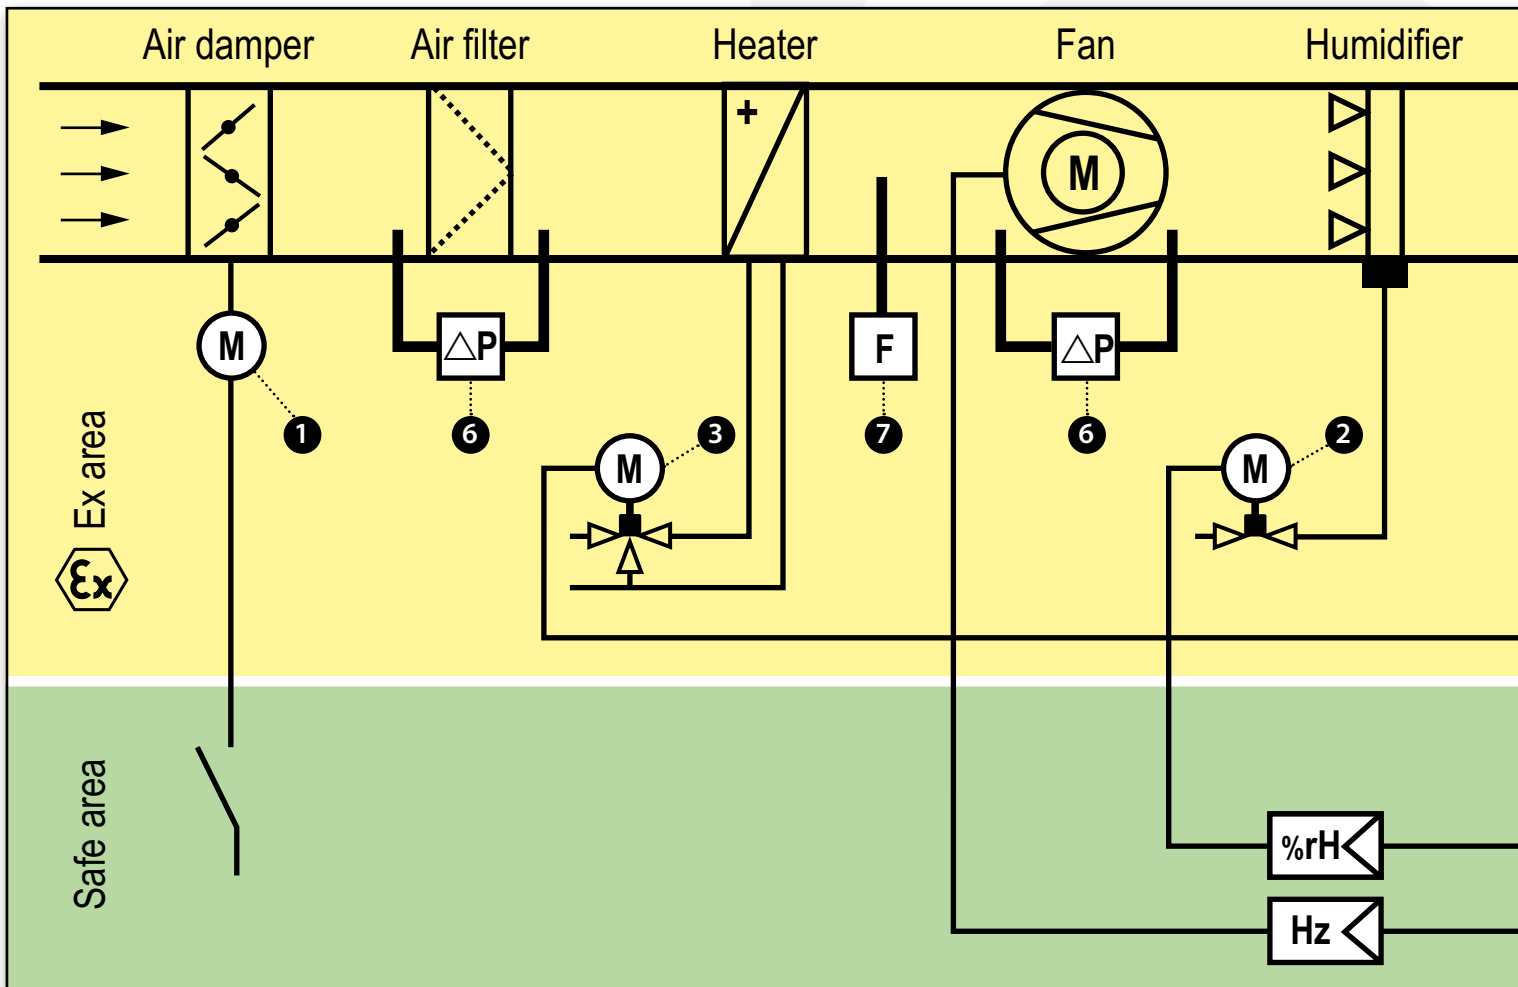 Air damper
Air filter
Heater
Fan
Humidifier
+
M
M
△P
F
△P
1
6
3
7
6
2
M
M
Ex area
Ex
Safe area
%rH
Hz